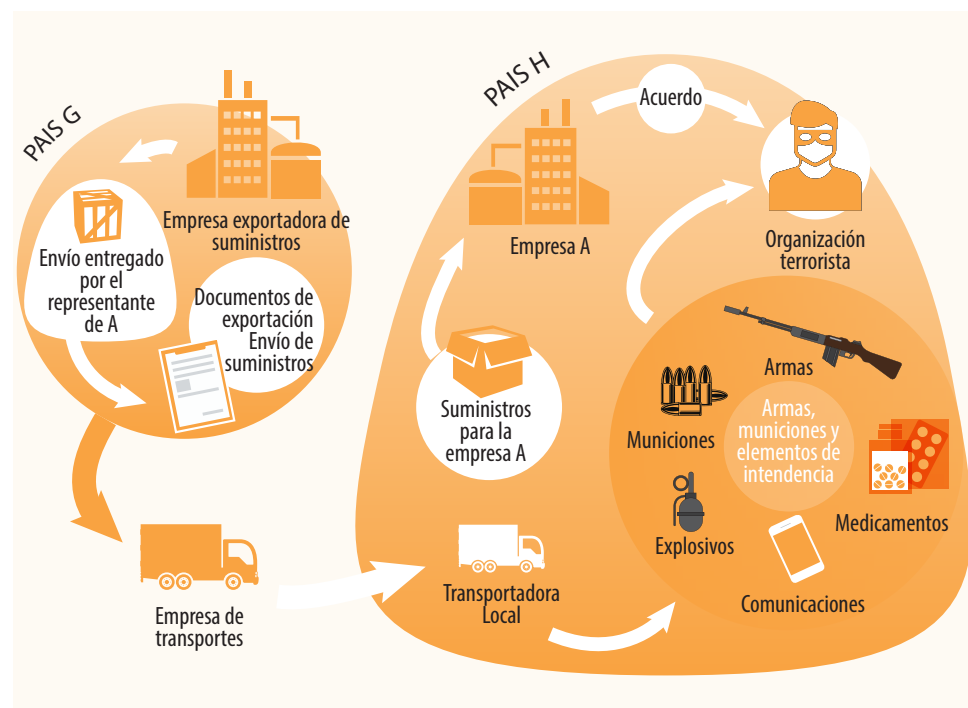 PAIS G
Empresa exportadora de
suministros
Envío entregado
por el
representante
de A
Documentos de
exportación
Envío de
suministros
Empresa de
transportes
PAIS H
Acuerdo
Empresa A
Organización
terrorista
Suministros
para la
empresa A
Transportadora
Local
Armas
Municiones
Armas,
municiones y
elementos de
intendencia
Explosivos
Medicamentos
Comunicaciones